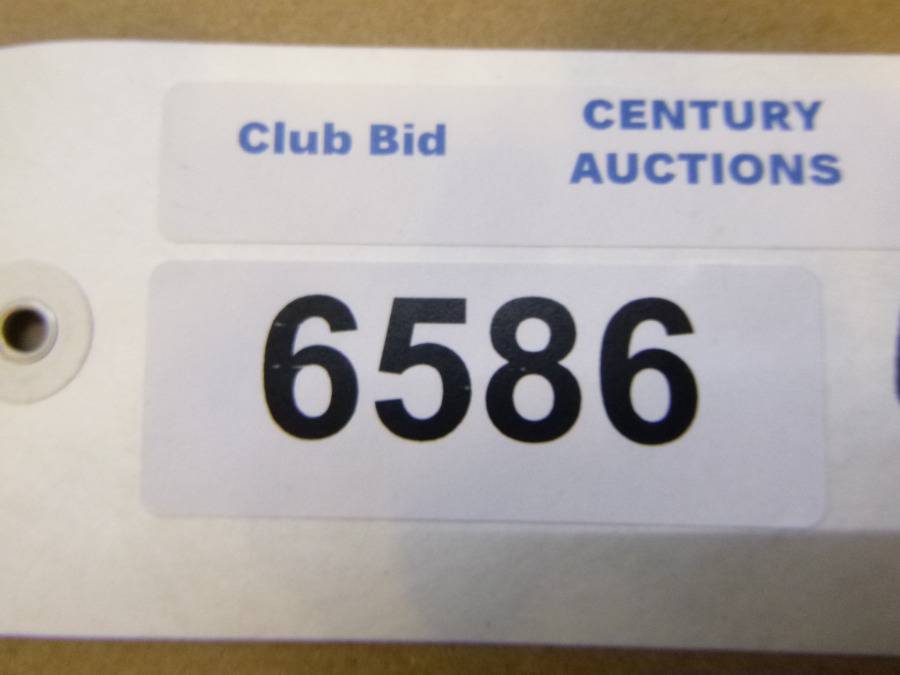 Club Bid
CENTURY
AUCTIONS
6586